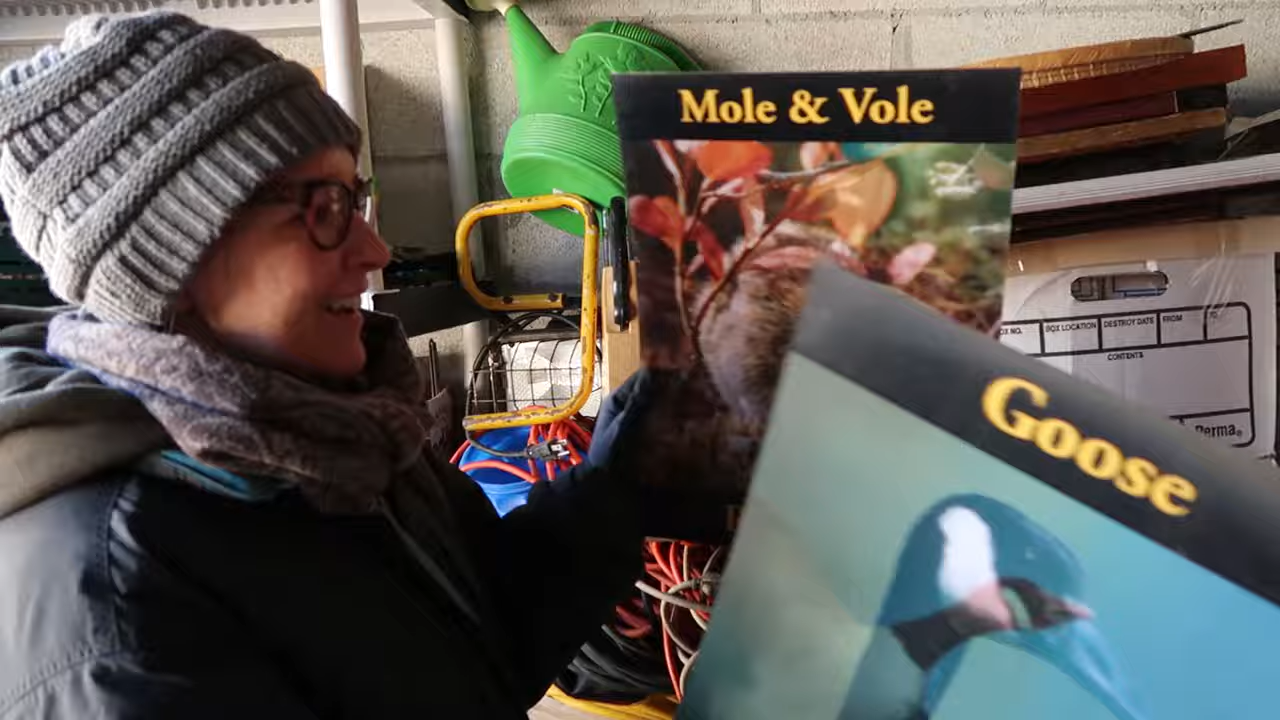 Mole & Vole
Goose
BOX LOCATION DESTROY DATE FROM TO
CONTENTS
Perma®